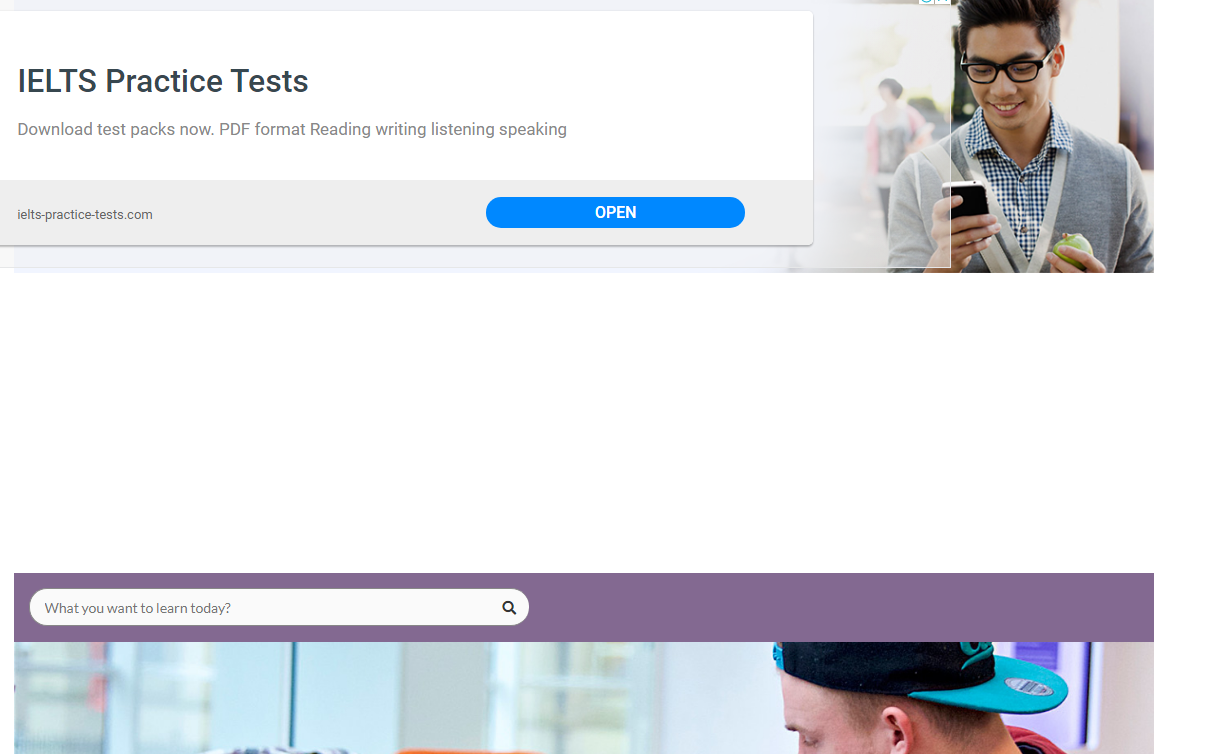 IELTS Practice Tests
Download test packs now. PDF format Reading writing listening speaking
ielts-practice-tests.com
OPEN
What you want to learn today?